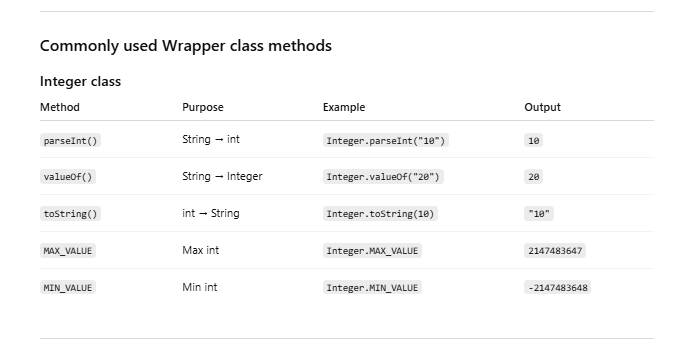 Commonly used Wrapper class methods
Integer class
Method Purpose Example Output
parseInt() String → int Integer.parseInt("10") 10
valueOf() String → Integer Integer.valueOf("20") 20
toString() int → String Integer.toString(10) "10"
MAX_VALUE Max int Integer.MAX_VALUE 2147483647
MIN_VALUE Min int Integer.MIN_VALUE -2147483648